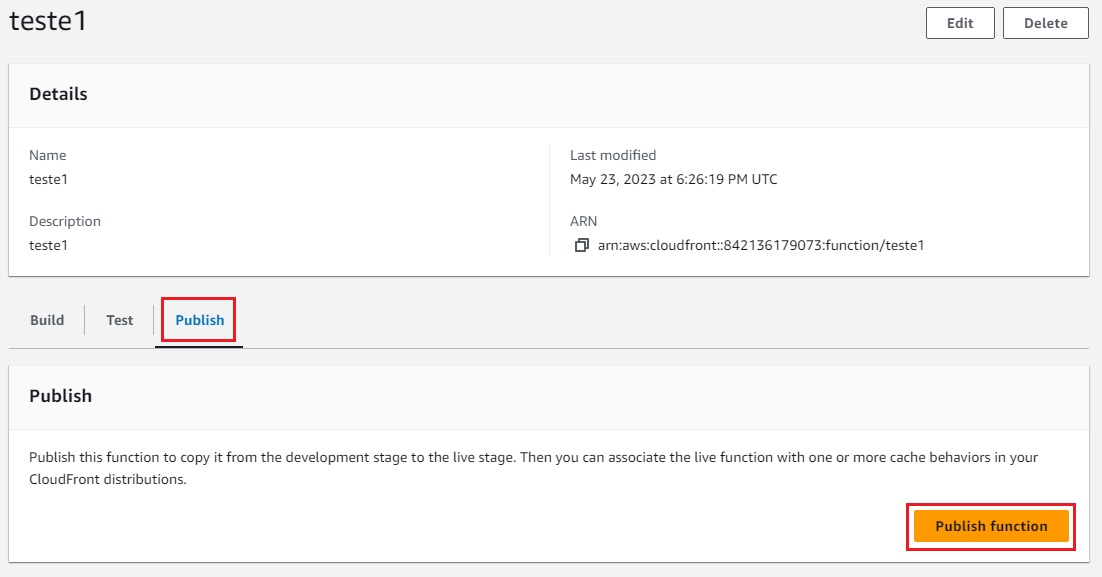 teste1
Edit
Delete
Details
Name
teste1
Last modified
May 23, 2023 at 6:26:19 PM UTC
Description
teste1
ARN
arn:aws:cloudfront::842136179073:function/teste1
Build
Test
Publish
Publish
Publish this function to copy it from the development stage to the live stage. Then you can associate the live function with one or more cache behaviors in your
CloudFront distributions.
Publish function